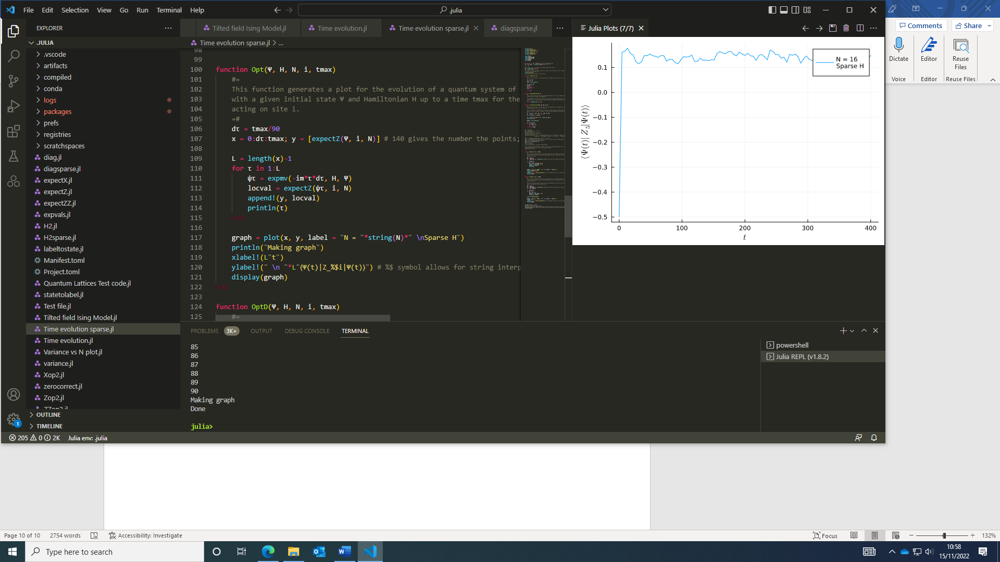 File Edit Selection View Go Run Terminal Help
.julia
EXPLORER
JULIA
.vscode
artifacts
compiled
conda
logs
packages
prefs
registries
scratchspaces
diag.jl
diagsparse.jl
expectX.jl
expectZ.jl
expectZZ.jl
expvals.jl
H2.jl
H2sparse.jl
labeltostate.jl
Manifest.toml
Project.toml
Quantum Lattices Test code.jl
statetolabel.jl
Test file.jl
Tilted field Ising Model.jl
Time evolution sparse.jl
Time evolution.jl
Variance vs N plot.jl
variance.jl
Xop2.jl
zerocorrect.jl
Zop2.jl
ZZop2.jl
OUTLINE
TIMELINE
Tilted field Ising Model.jl Time evolution.jl Time evolution sparse.jl diagsparse.jl
Time evolution sparse.jl > ...
98
99
100 function Opt(Ψ, H, N, i, tmax)
101 #=
102 This function generates a plot for the evolution of a quantum system of
103 with a given initial state Ψ and Hamiltonian H up to a time tmax for the
104 acting on site i.
105 =#
106 dτ = tmax/90
107 x = 0:dτ:tmax; y = [expectZ(Ψ, i, N)] # 140 gives the number the points;
108
109 L = length(x)-1
110 for τ in 1:L
111 ψτ = expmv(-im*τ*dτ, H, Ψ)
112 locval = expectZ(ψτ, i, N)
113 append!(y, locval)
114 println(τ)
115 end
116
117 graph = plot(x, y, label = "N = "*string(N)*" \nSparse H")
118 println("Making graph")
119 xlabel!(L"t")
120 ylabel!(" \n "*L"⟨Ψ(t)|Z_%$i|Ψ(t)⟩") # %$ symbol allows for string interp
121 display(graph)
122 end
123
124 function OptD(Ψ, H, N, i, tmax)
125 #=
Julia Plots (7/7)
N = 16
Sparse H
0.1
0.0
−0.1
−0.2
−0.3
−0.4
−0.5
0 100 200 300 400
t
⟨Ψ(t)| Z₅|Ψ(t)⟩
PROBLEMS 3K+ OUTPUT DEBUG CONSOLE TERMINAL
85
86
87
88
89
90
Making graph
Done
julia>
powershell
Julia REPL (v1.8.2)
1
205 0 2K Julia env: .julia
Comments Share
Dictate Editor Reuse Files
Voice Editor Reuse Files
Page 10 of 10 2754 words Accessibility: Investigate Focus 132%
Type here to search
10:58
15/11/2022